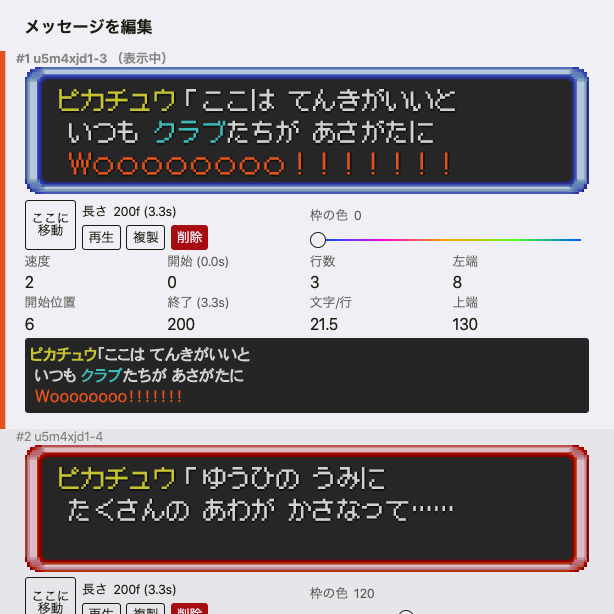 メッセージを編集
#1 u5m4xjd1-3 （表示中）
ピカチュウ「ここは てんきがいいと
いつも クラブたちが あさがたに
Woooooooo！！！！！！！
ここに移動
長さ 200f (3.3s)
再生 複製 削除
枠の色 0
速度 開始 (0.0s) 行数 左端
2 0 3 8
開始位置 終了 (3.3s) 文字/行 上端
6 200 21.5 130
ピカチュウ「ここは てんきがいいと
いつも クラブたちが あさがたに
Woooooooo!!!!!!!
#2 u5m4xjd1-4
ピカチュウ「ゆうひの うみに
たくさんの あわが かさなって……
ここに移動
長さ 200f (3.3s)
再生 複製 削除
枠の色 120